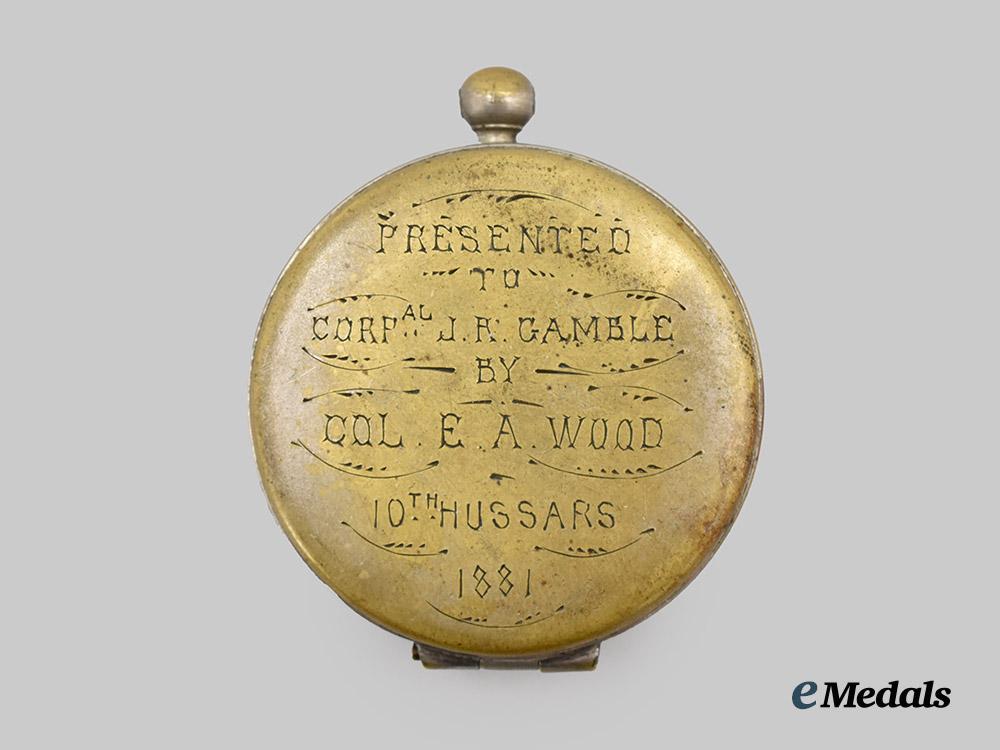 PRESENTED
TO
CORPAL J.R. GAMBLE
BY
COL. E. A. WOOD
10TH HUSSARS
1881
eMedals